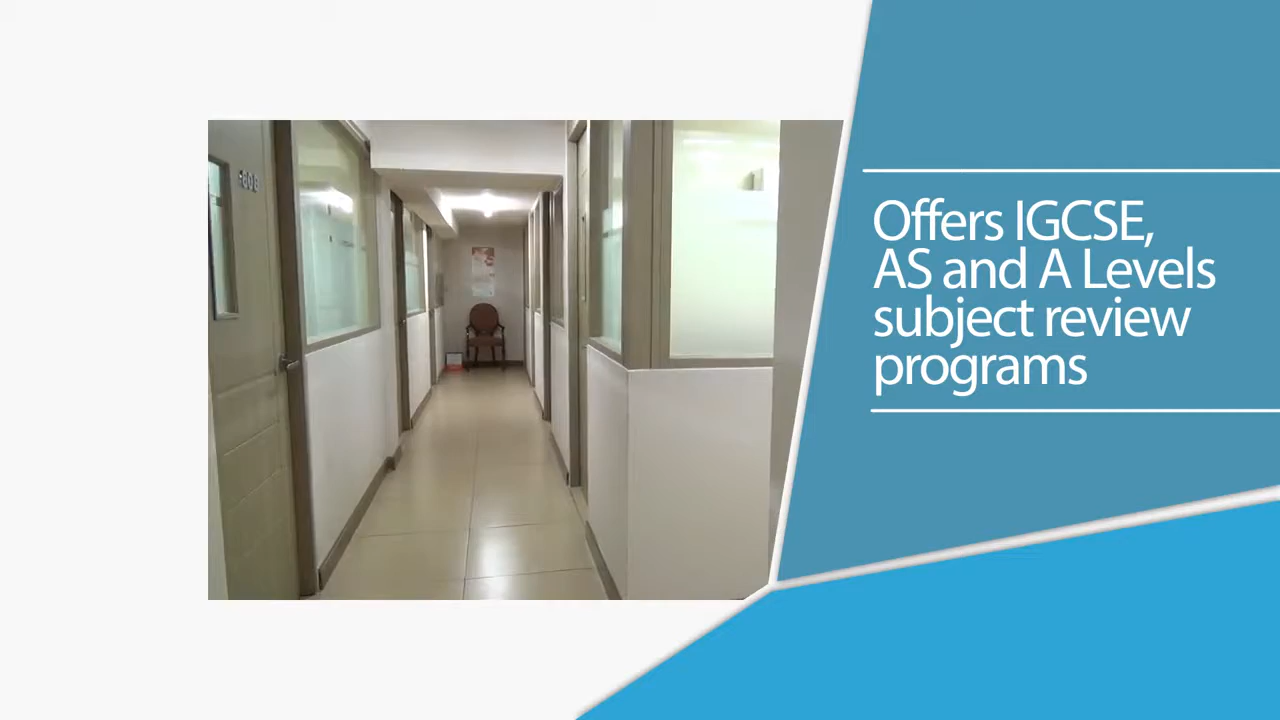 Offers IGCSE,
AS and A Levels
subject review
programs